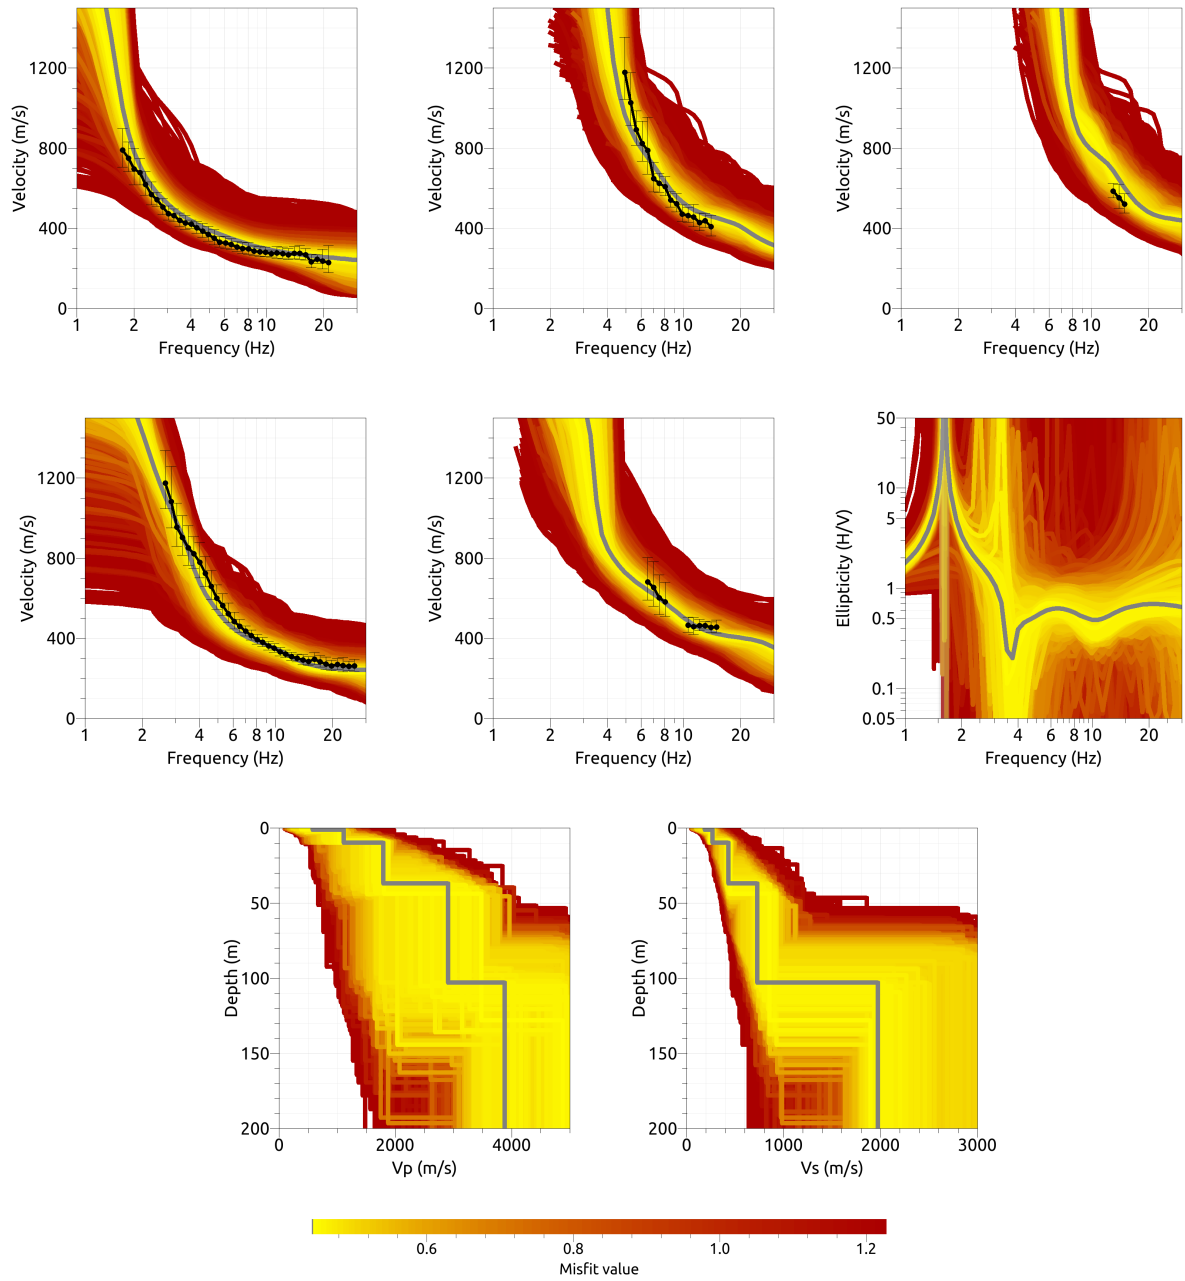 1200
800
400
0
Velocity (m/s)
1 2 4 6 8 10 20
Frequency (Hz)
1200
800
400
0
Velocity (m/s)
1 2 4 6 8 10 20
Frequency (Hz)
1200
800
400
0
Velocity (m/s)
1 2 4 6 8 10 20
Frequency (Hz)
1200
800
400
0
Velocity (m/s)
1 2 4 6 8 10 20
Frequency (Hz)
1200
800
400
0
Velocity (m/s)
1 2 4 6 8 10 20
Frequency (Hz)
50
10
5
1
0.5
0.1
0.05
Ellipticity (H/V)
1 2 4 6 8 10 20
Frequency (Hz)
0
50
100
150
200
Depth (m)
0 2000 4000
Vp (m/s)
0
50
100
150
200
Depth (m)
0 1000 2000 3000
Vs (m/s)
0.6 0.8 1.0 1.2
Misfit value